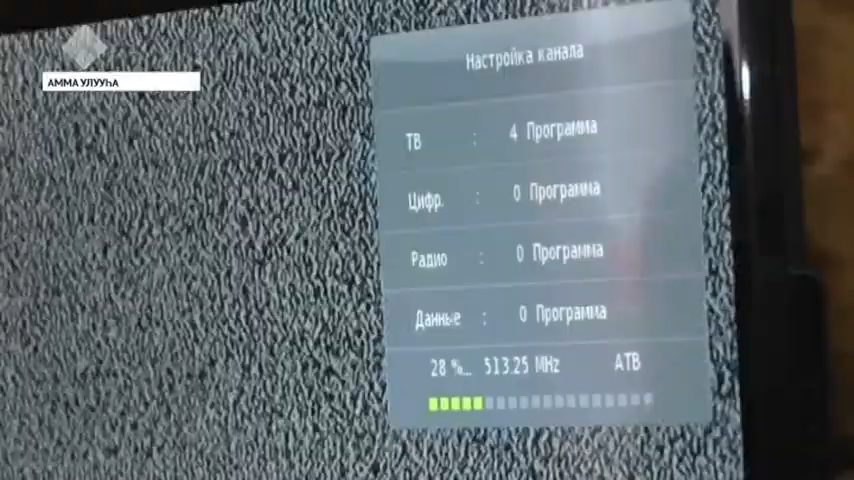 АММА УЛУУҺА
Настройка канала
ТВ : 4 Программа
Цифр. : 0 Программа
Радио : 0 Программа
Данные : 0 Программа
28 %... 513.25 MHz АТВ